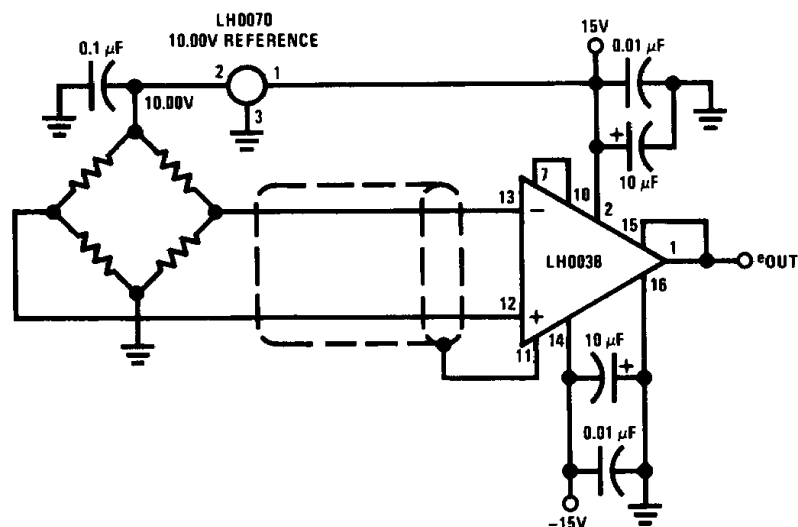 LH0070
10.00V REFERENCE
0.1 µF
15V
0.01 µF
2
1
10.00V
3
+
10 µF
7
10
13
−
2
15
1
LH0038
eOUT
16
12
+
14
11
10 µF
+
0.01 µF
−15V